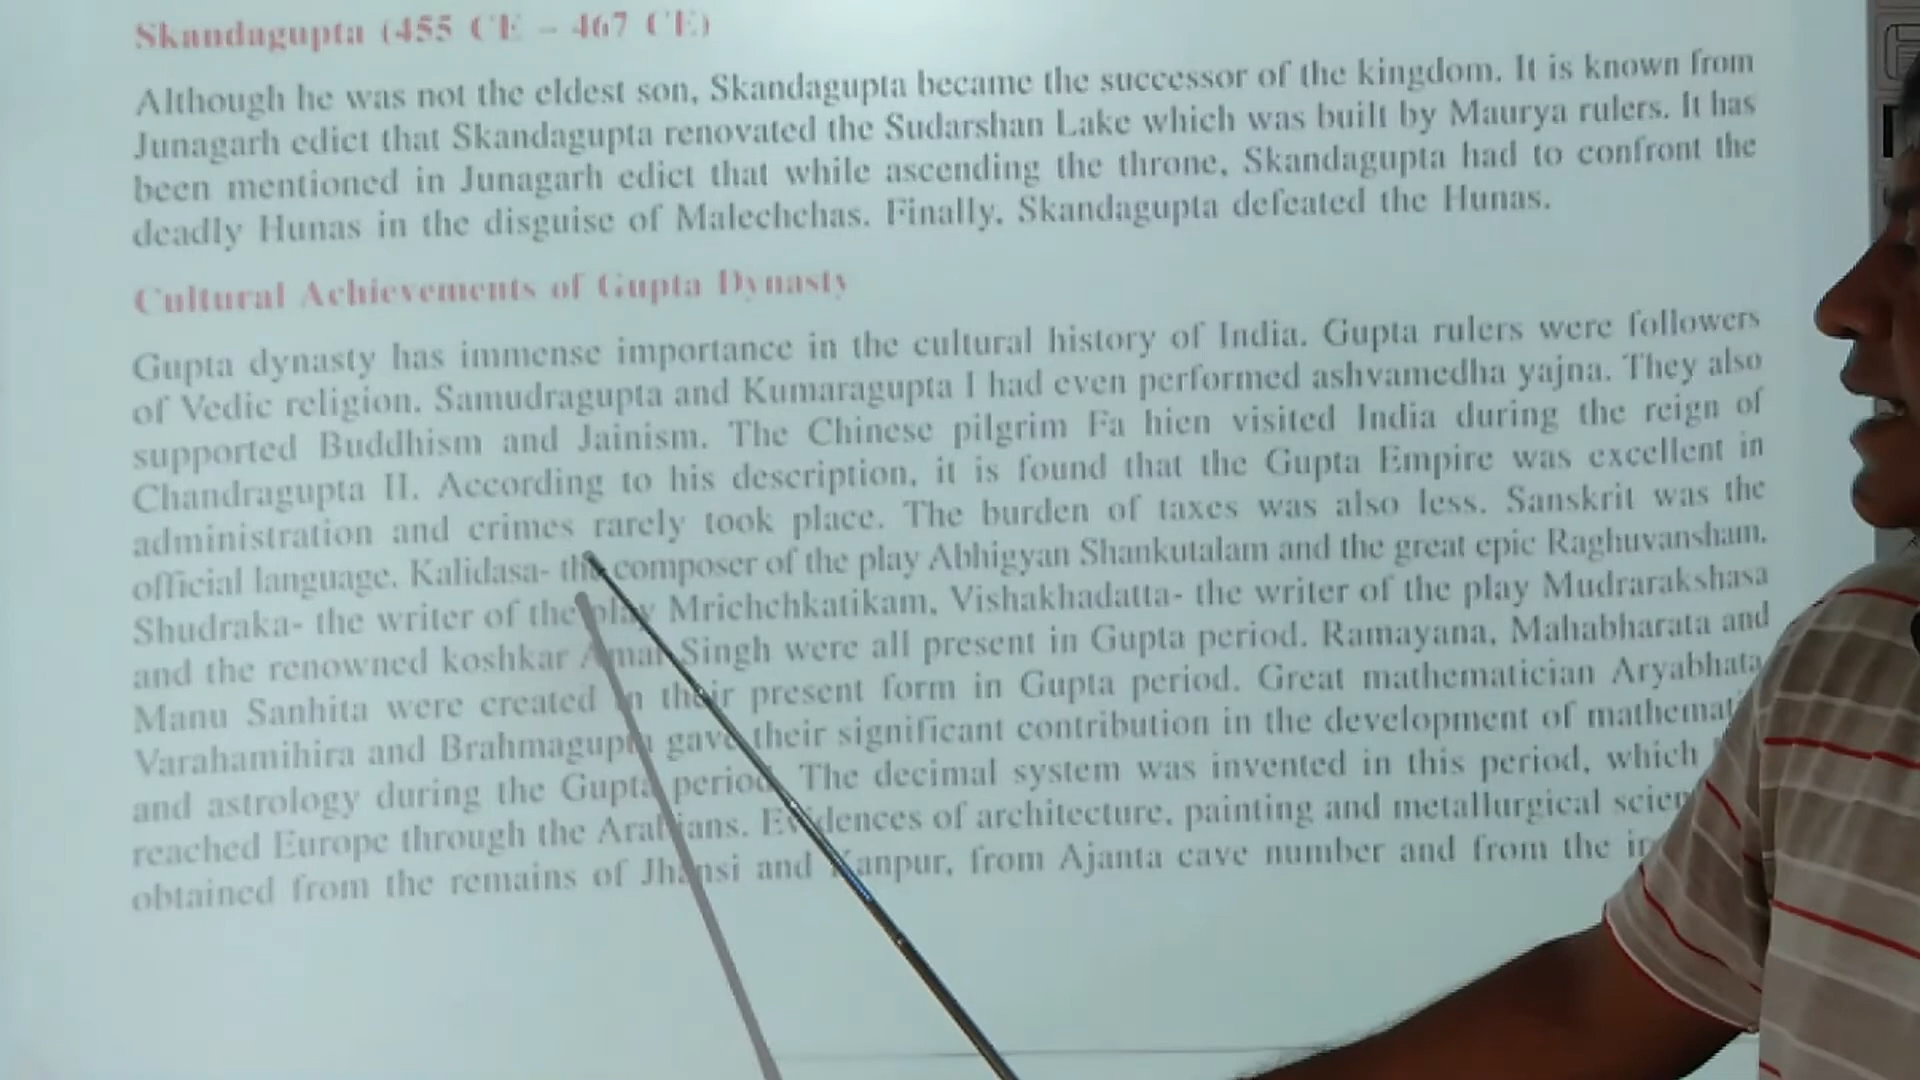 Skandagupta (455 CE – 467 CE)
Although he was not the eldest son, Skandagupta became the successor of the kingdom. It is known from
Junagarh edict that Skandagupta renovated the Sudarshan Lake which was built by Maurya rulers. It has
been mentioned in Junagarh edict that while ascending the throne, Skandagupta had to confront the
deadly Hunas in the disguise of Malechchas. Finally, Skandagupta defeated the Hunas.
Cultural Achievements of Gupta Dynasty
Gupta dynasty has immense importance in the cultural history of India. Gupta rulers were followers
of Vedic religion. Samudragupta and Kumaragupta I had even performed ashvamedha yajna. They also
supported Buddhism and Jainism. The Chinese pilgrim Fa hien visited India during the reign of
Chandragupta II. According to his description, it is found that the Gupta Empire was excellent in
administration and crimes rarely took place. The burden of taxes was also less. Sanskrit was the
official language. Kalidasa- the composer of the play Abhigyan Shankutalam and the great epic Raghuvansham.
Shudraka- the writer of the play Mrichchkatikam, Vishakhadatta- the writer of the play Mudrarakshasa
and the renowned koshkar Amar Singh were all present in Gupta period. Ramayana, Mahabharata and
Manu Sanhita were created in their present form in Gupta period. Great mathematician Aryabhata
Varahamihira and Brahmagupta gave their significant contribution in the development of
and astrology during the Gupta period. The decimal system was invented in this period, which
reached Europe through the Arabians. Evidences of architecture, painting and metallurgical
obtained from the remains of Jhansi and Kanpur, from Ajanta cave number and from the